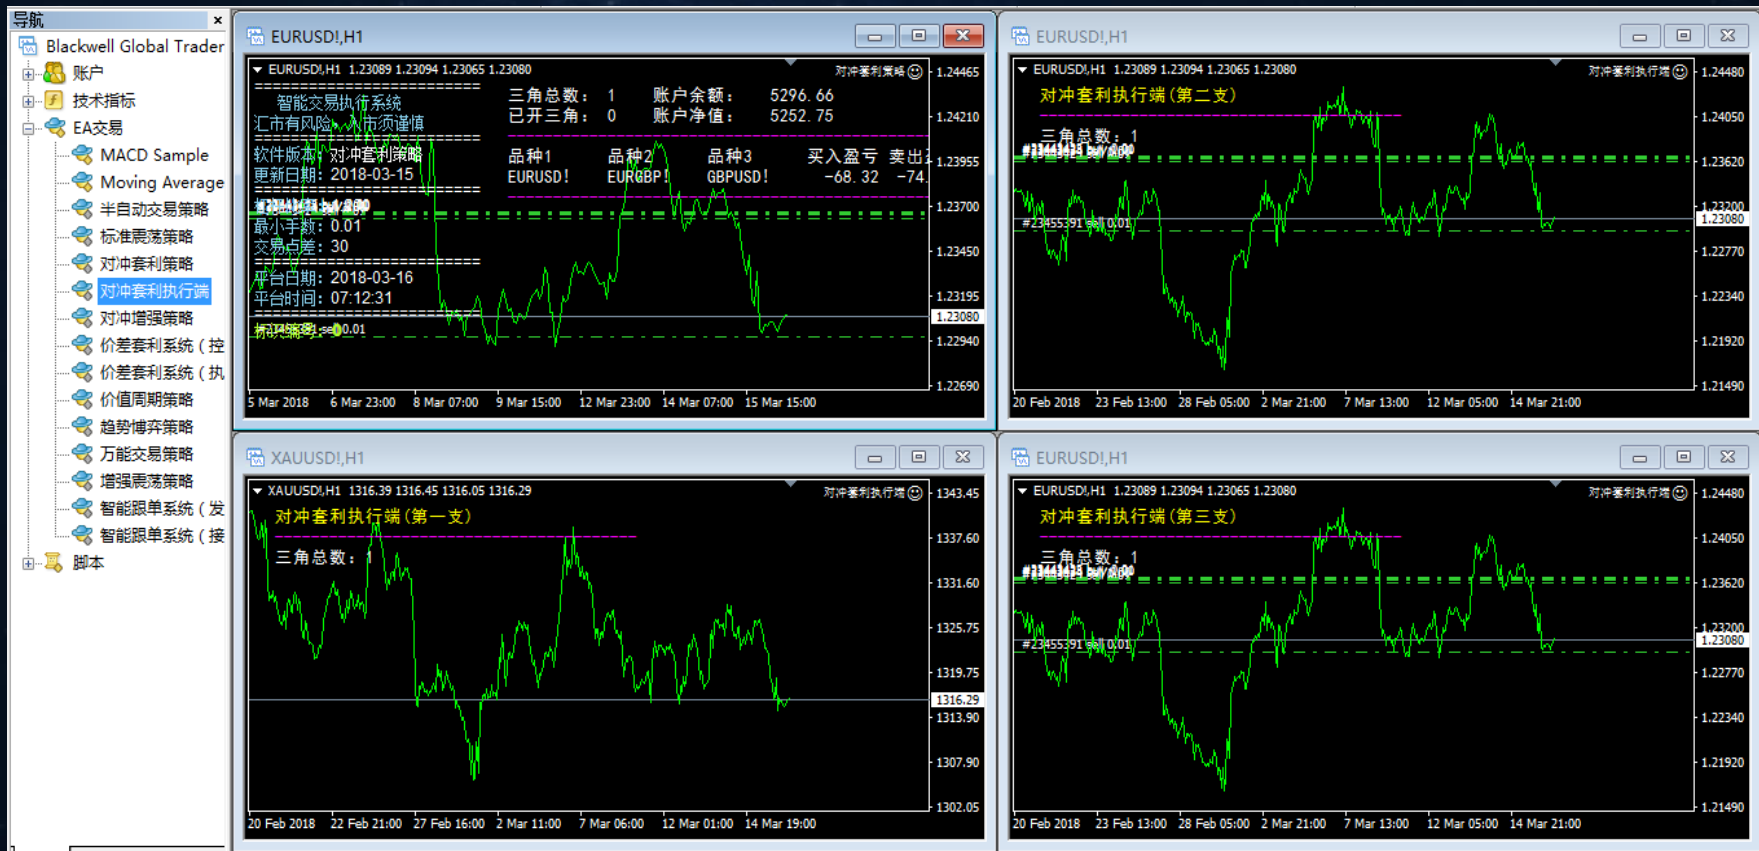 导航
Blackwell Global Trader
账户
技术指标
EA交易
MACD Sample
Moving Average
半自动交易策略
标准震荡策略
对冲套利策略
对冲套利执行端
对冲增强策略
价差套利系统 ( 控
价差套利系统 ( 执
价值周期策略
趋势博弈策略
万能交易策略
增强震荡策略
智能跟单系统 ( 发
智能跟单系统 ( 接
脚本
EURUSD!,H1
EURUSD!,H1 1.23089 1.23094 1.23065 1.23080
对冲套利策略
智能交易执行系统
汇市有风险，入市须谨慎
软件版本：对冲套利策略
更新日期：2018-03-15
最小手数：0.01
交易点差：30
平台日期：2018-03-16
平台时间：07:12:31
三角总数： 1 账户余额： 5296.66
已开三角： 0 账户净值： 5252.75
品种1 品种2 品种3 买入盈亏 卖出
EURUSD! EURGBP! GBPUSD! -68.32 -74.
1.24465
1.24210
1.23955
1.23700
1.23450
1.23195
1.23080
1.22940
1.22690
5 Mar 2018 6 Mar 23:00 8 Mar 07:00 9 Mar 15:00 12 Mar 23:00 14 Mar 07:00 15 Mar 15:00
EURUSD!,H1
EURUSD!,H1 1.23089 1.23094 1.23065 1.23080
对冲套利执行端
对冲套利执行端(第二支)
三角总数：1
#23455391 sell 0.01
1.24480
1.24050
1.23620
1.23200
1.23080
1.22770
1.22340
1.21920
1.21490
20 Feb 2018 23 Feb 13:00 28 Feb 05:00 2 Mar 21:00 7 Mar 13:00 12 Mar 05:00 14 Mar 21:00
XAUUSD!,H1
XAUUSD!,H1 1316.39 1316.45 1316.05 1316.29
对冲套利执行端
对冲套利执行端(第一支)
三角总数：1
1343.45
1337.60
1331.60
1325.75
1319.75
1316.29
1313.90
1307.90
1302.05
20 Feb 2018 22 Feb 21:00 27 Feb 16:00 2 Mar 11:00 7 Mar 06:00 12 Mar 01:00 14 Mar 19:00
EURUSD!,H1
EURUSD!,H1 1.23089 1.23094 1.23065 1.23080
对冲套利执行端
对冲套利执行端(第三支)
三角总数：1
#23455391 sell 0.01
1.24480
1.24050
1.23620
1.23200
1.23080
1.22770
1.22340
1.21920
1.21490
20 Feb 2018 23 Feb 13:00 28 Feb 05:00 2 Mar 21:00 7 Mar 13:00 12 Mar 05:00 14 Mar 21:00